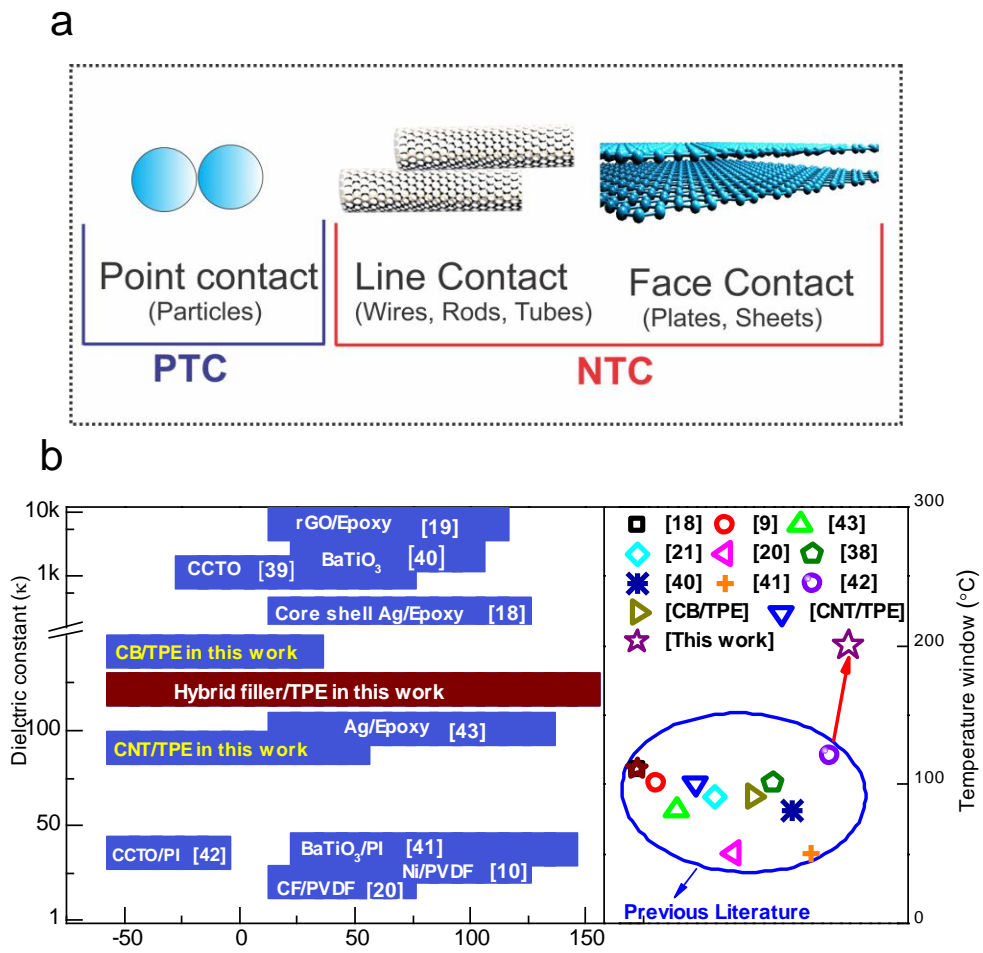 a
Point contact
(Particles)
Line Contact
(Wires, Rods, Tubes)
Face Contact
(Plates, Sheets)
PTC
NTC
b
Dielctric constant (κ)
10k
1k
100
50
1
rGO/Epoxy [19]
BaTiO₃ [40]
CCTO [39]
Core shell Ag/Epoxy [18]
CB/TPE in this work
Hybrid filler/TPE in this work
Ag/Epoxy [43]
CNT/TPE in this work
CCTO/PI [42]
BaTiO₃/PI [41]
Ni/PVDF [10]
CF/PVDF [20]
-50 0 50 100 150
[18] [9] [43]
[21] [20] [38]
[40] [41] [42]
[CB/TPE] [CNT/TPE]
[This work]
Previous Literature
300
200
100
0
Temperature window (°C)